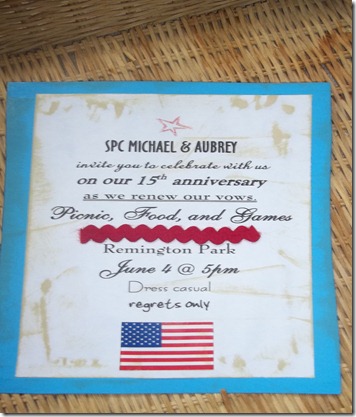 SPC MICHAEL & AUBREY
invite you to celebrate with us
on our 15th anniversary
as we renew our vows.
Picnic, Food, and Games
Remington Park
June 4 @ 5pm
Dress casual
regrets only